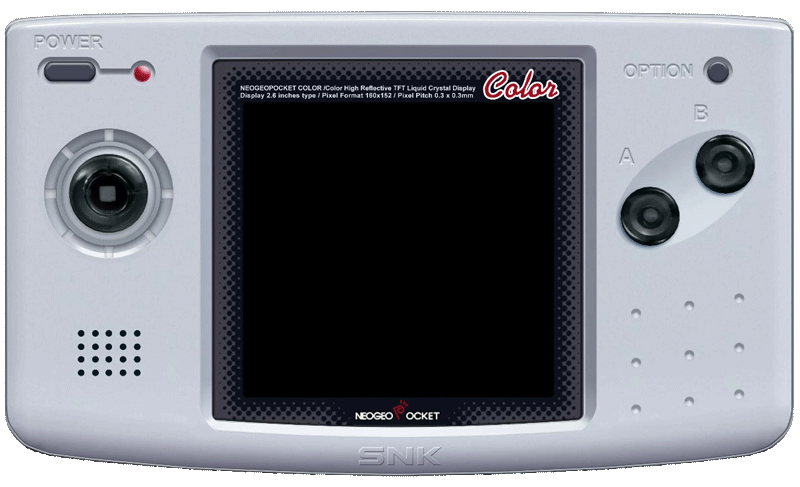 POWER
NEOGEOPOCKET COLOR /Color High Reflective TFT Liquid Crystal Display
Display 2.6 inches type / Pixel Format 160x152 / Pixel Pitch 0.3 x 0.3mm
Color
OPTION
B
A
NEOGEO POCKET
SNK